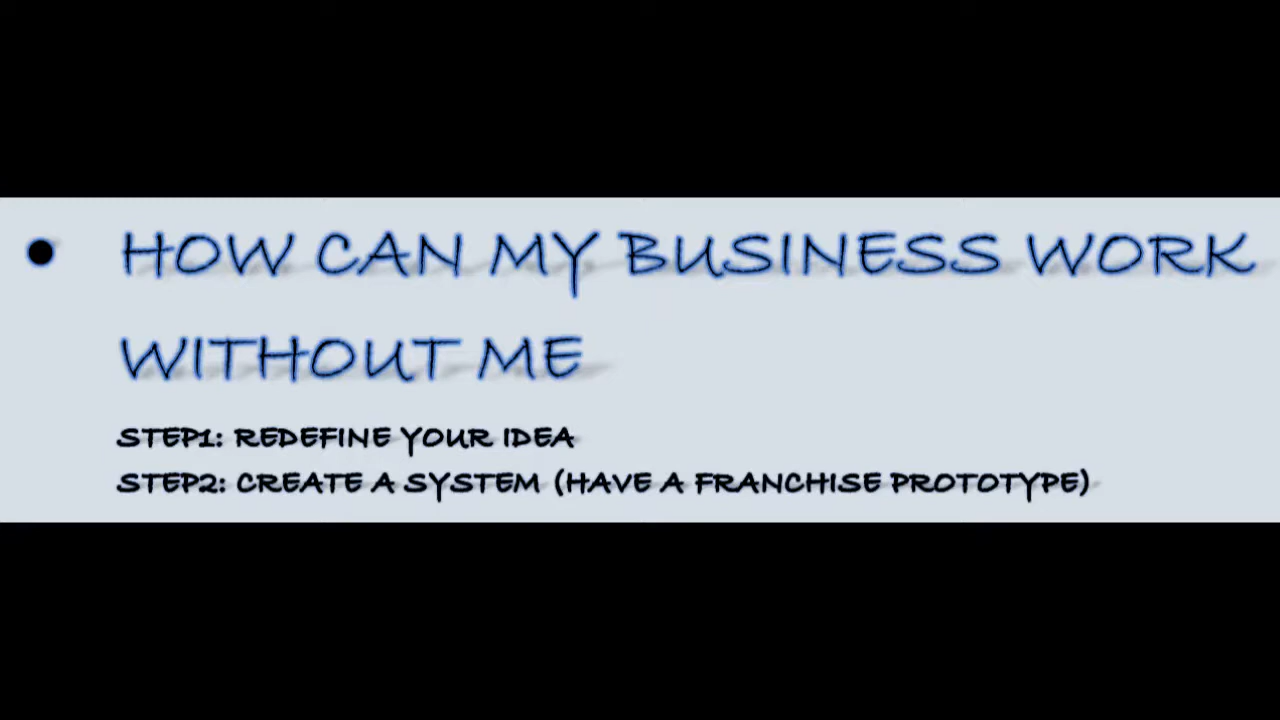 • HOW CAN MY BUSINESS WORK
WITHOUT ME
STEP1: REDEFINE YOUR IDEA
STEP2: CREATE A SYSTEM (HAVE A FRANCHISE PROTOTYPE)